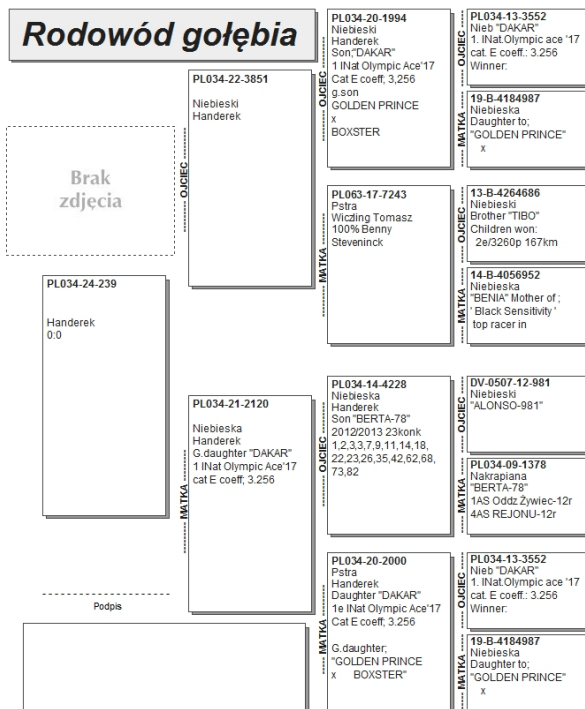 Rodowód gołębia
Brak
zdjęcia
PL034-24-239
Handerek
0:0
Podpis
OJCIEC
PL034-22-3851
Niebieski
Handerek
MATKA
PL034-21-2120
Niebieska
Handerek
G.daughter "DAKAR"
1 INat Olympic Ace'17
cat E coeff; 3.256
OJCIEC
PL034-20-1994
Niebieski
Handerek
Son;"DAKAR"
1 INat Olympic Ace'17
Cat E coeff; 3,256
g.son
GOLDEN PRINCE
x
BOXSTER
MATKA
PL063-17-7243
Pstra
Wiczling Tomasz
100% Benny
Steveninck
OJCIEC
PL034-14-4228
Niebieska
Handerek
Son "BERTA-78"
2012/2013 23konk
1,2,3,3,7,9,11,14,18,
22,23,26,35,42,62,68,
73,82
MATKA
PL034-20-2000
Pstra
Handerek
Daughter "DAKAR"
1e INat Olympic Ace'17
Cat E coeff; 3.256
G.daughter;
"GOLDEN PRINCE
x BOXSTER"
OJCIEC
PL034-13-3552
Nieb "DAKAR"
1. INat.Olympic ace '17
cat. E coeff.: 3.256
Winner:
MATKA
19-B-4184987
Niebieska
Daughter to;
"GOLDEN PRINCE"
x
OJCIEC
13-B-4264686
Niebieski
Brother "TIBO"
Children won:
2e/3260p 167km
MATKA
14-B-4056952
Niebieska
"BENIA" Mother of ;
' Black Sensitivity '
top racer in
OJCIEC
DV-0507-12-981
Niebieski
"ALONSO-981"
MATKA
PL034-09-1378
Nakrapiana
"BERTA-78"
1AS Oddz Żywiec-12r
4AS REJONU-12r
OJCIEC
PL034-13-3552
Nieb "DAKAR"
1. INat.Olympic ace '17
cat. E coeff.: 3.256
Winner:
MATKA
19-B-4184987
Niebieska
Daughter to;
"GOLDEN PRINCE"
x